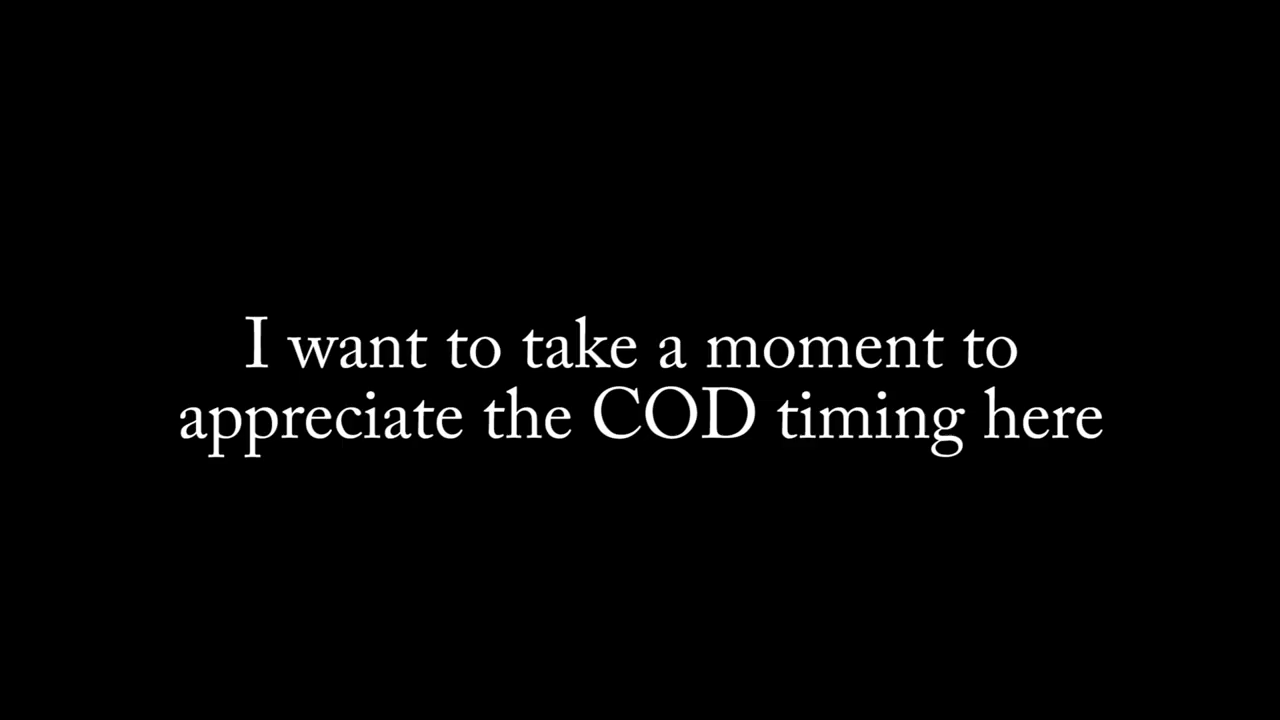 I want to take a moment to
appreciate the COD timing here